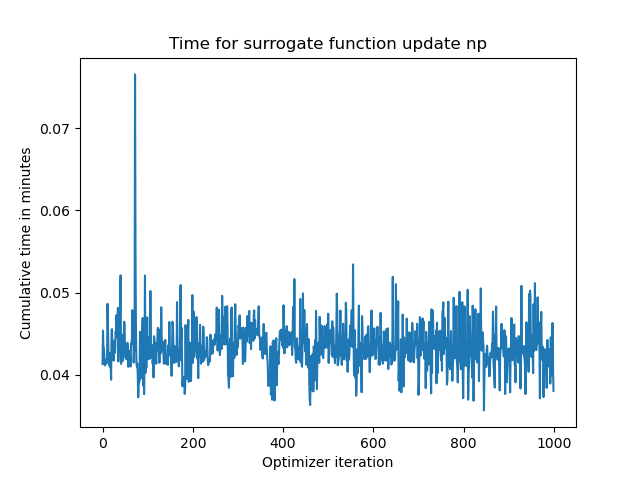 Time for surrogate function update np
Cumulative time in minutes
0.07
0.06
0.05
0.04
0 200 400 600 800 1000
Optimizer iteration